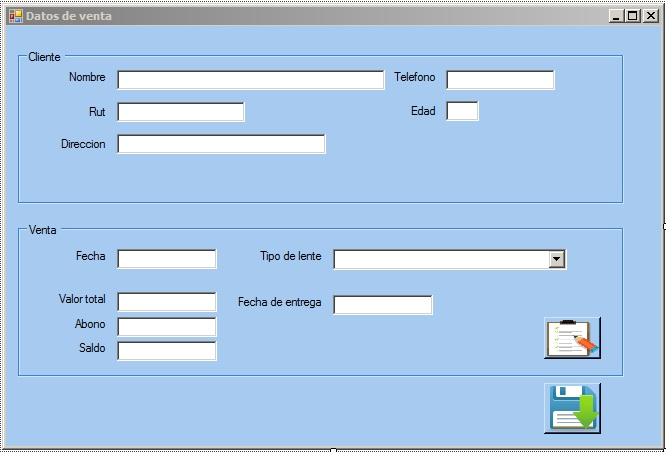 Datos de venta
Cliente
Nombre
Telefono
Rut
Edad
Direccion
Venta
Fecha
Tipo de lente
Valor total
Fecha de entrega
Abono
Saldo